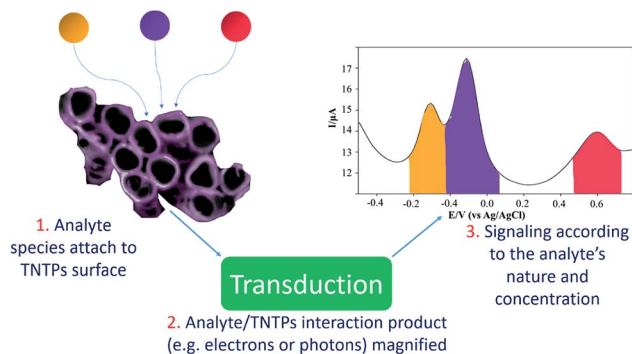 17
16
15
14
13
12
I/µA
-0.4 -0.2 -0.4 0.0 0.2 0.4 0.6
E/V (vs Ag/AgCl)
1. Analyte
species attach to
TNTPs surface
Transduction
2. Analyte/TNTPs interaction product
(e.g. electrons or photons) magnified
3. Signaling according
to the analyte's
nature and
concentration